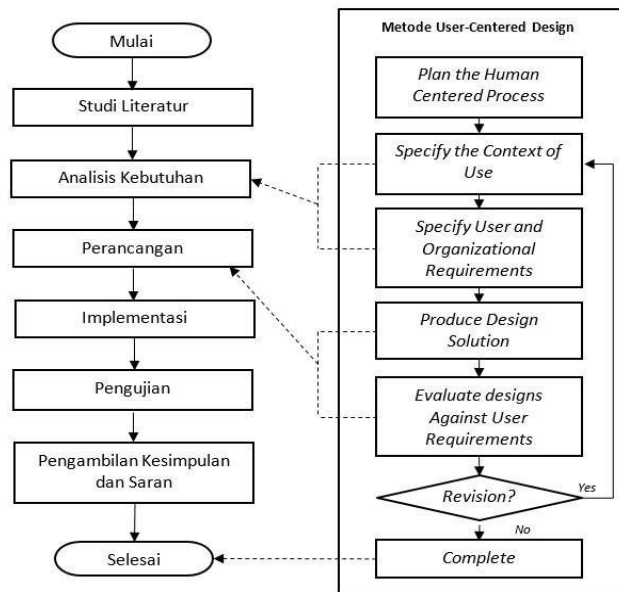 Mulai
Studi Literatur
Analisis Kebutuhan
Perancangan
Implementasi
Pengujian
Pengambilan Kesimpulan
dan Saran
Selesai
Metode User-Centered Design
Plan the Human
Centered Process
Specify the Context of
Use
Specify User and
Organizational
Requirements
Produce Design
Solution
Evaluate designs
Against User
Requirements
Revision?
Yes
No
Complete